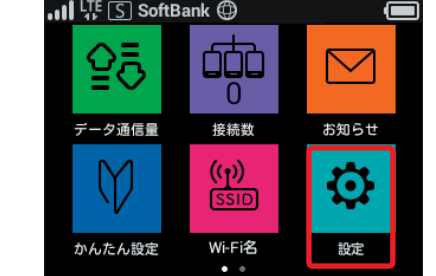 LTE S SoftBank
0
データ通信量 接続数 お知らせ
SSID
かんたん設定 Wi-Fi名 設定